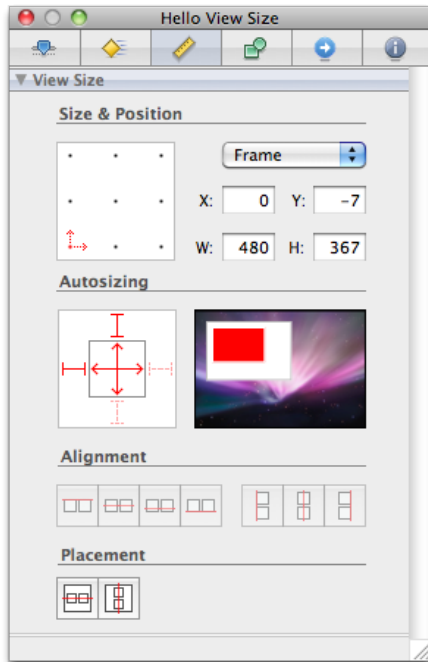 Hello View Size
View Size
Size & Position
Frame
X: 0 Y: -7
W: 480 H: 367
Autosizing
Alignment
Placement